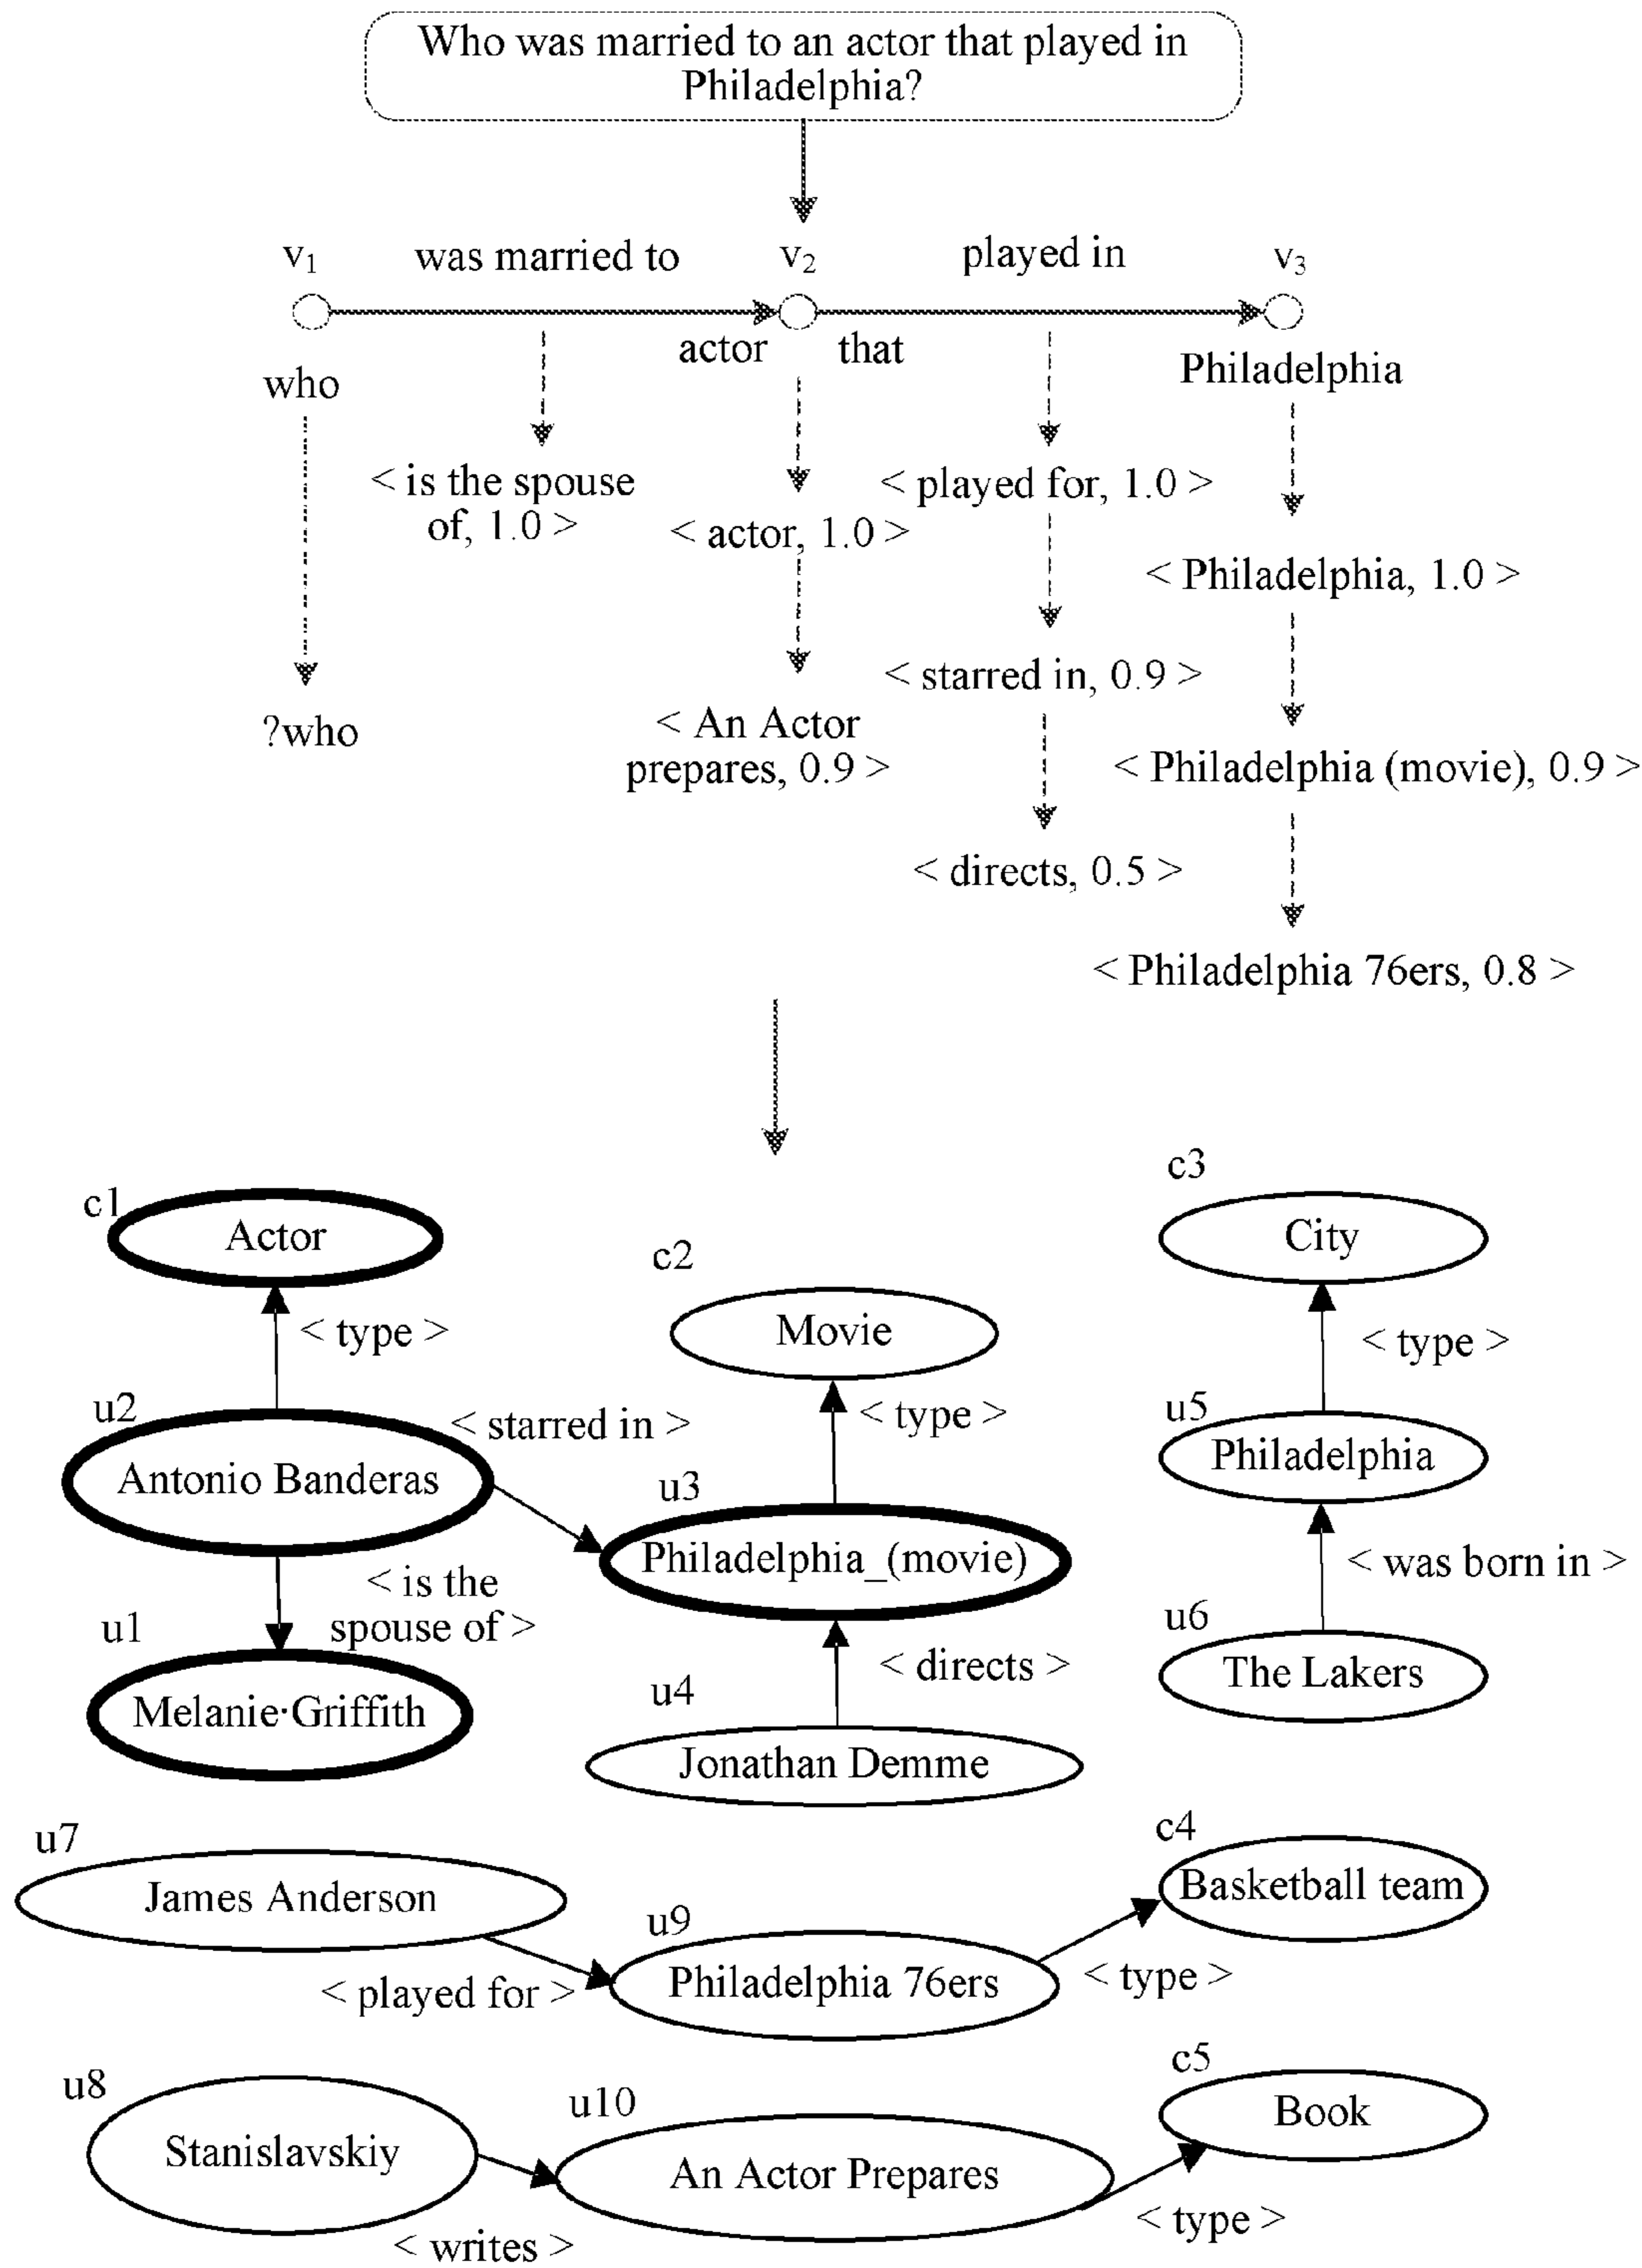 Who was married to an actor that played in
Philadelphia?
v1 was married to v2 played in v3
actor that
who
Philadelphia
< is the spouse
of, 1.0 >
< played for, 1.0 >
< actor, 1.0 >
< Philadelphia, 1.0 >
< starred in, 0.9 >
?who
< An Actor
prepares, 0.9 >
< Philadelphia (movie), 0.9 >
< directs, 0.5 >
< Philadelphia 76ers, 0.8 >
c1
Actor
< type >
u2
Antonio Banderas
< starred in >
< is the
spouse of >
u1
Melanie·Griffith
c2
Movie
< type >
u3
Philadelphia_(movie)
< directs >
u4
Jonathan Demme
c3
City
< type >
u5
Philadelphia
< was born in >
u6
The Lakers
u7
James Anderson
< played for >
u9
Philadelphia 76ers
< type >
c4
Basketball team
u8
Stanislavskiy
< writes >
u10
An Actor Prepares
< type >
c5
Book